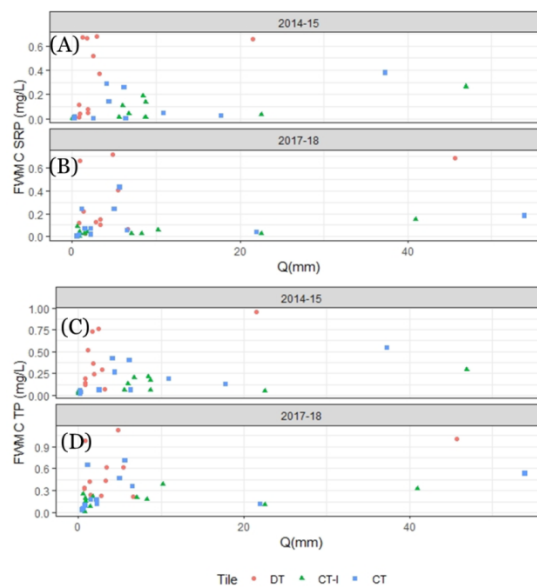 2014-15
(A)
0.6
0.4
0.2
0.0
FWMC SRP (mg/L)
2017-18
(B)
0.6
0.4
0.2
0.0
0 20 40
Q(mm)
2014-15
(C)
1.00
0.75
0.50
0.25
0.00
FWMC TP (mg/L)
2017-18
(D)
0.9
0.6
0.3
0.0
0 20 40
Q(mm)
Tile DT CT-I CT